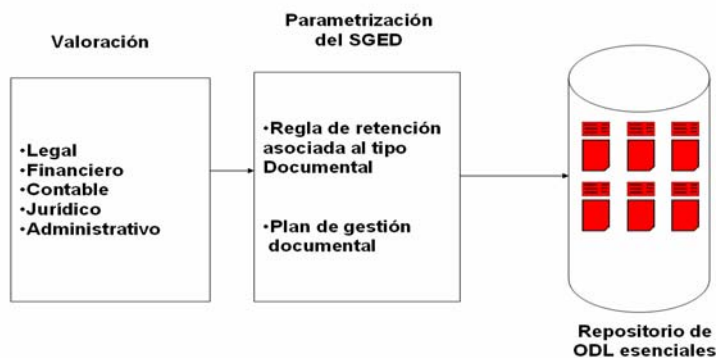 Valoración
•Legal
•Financiero
•Contable
•Jurídico
•Administrativo
Parametrización
del SGED
•Regla de retención
asociada al tipo
Documental
•Plan de gestión
documental
Repositorio de
ODL esenciales